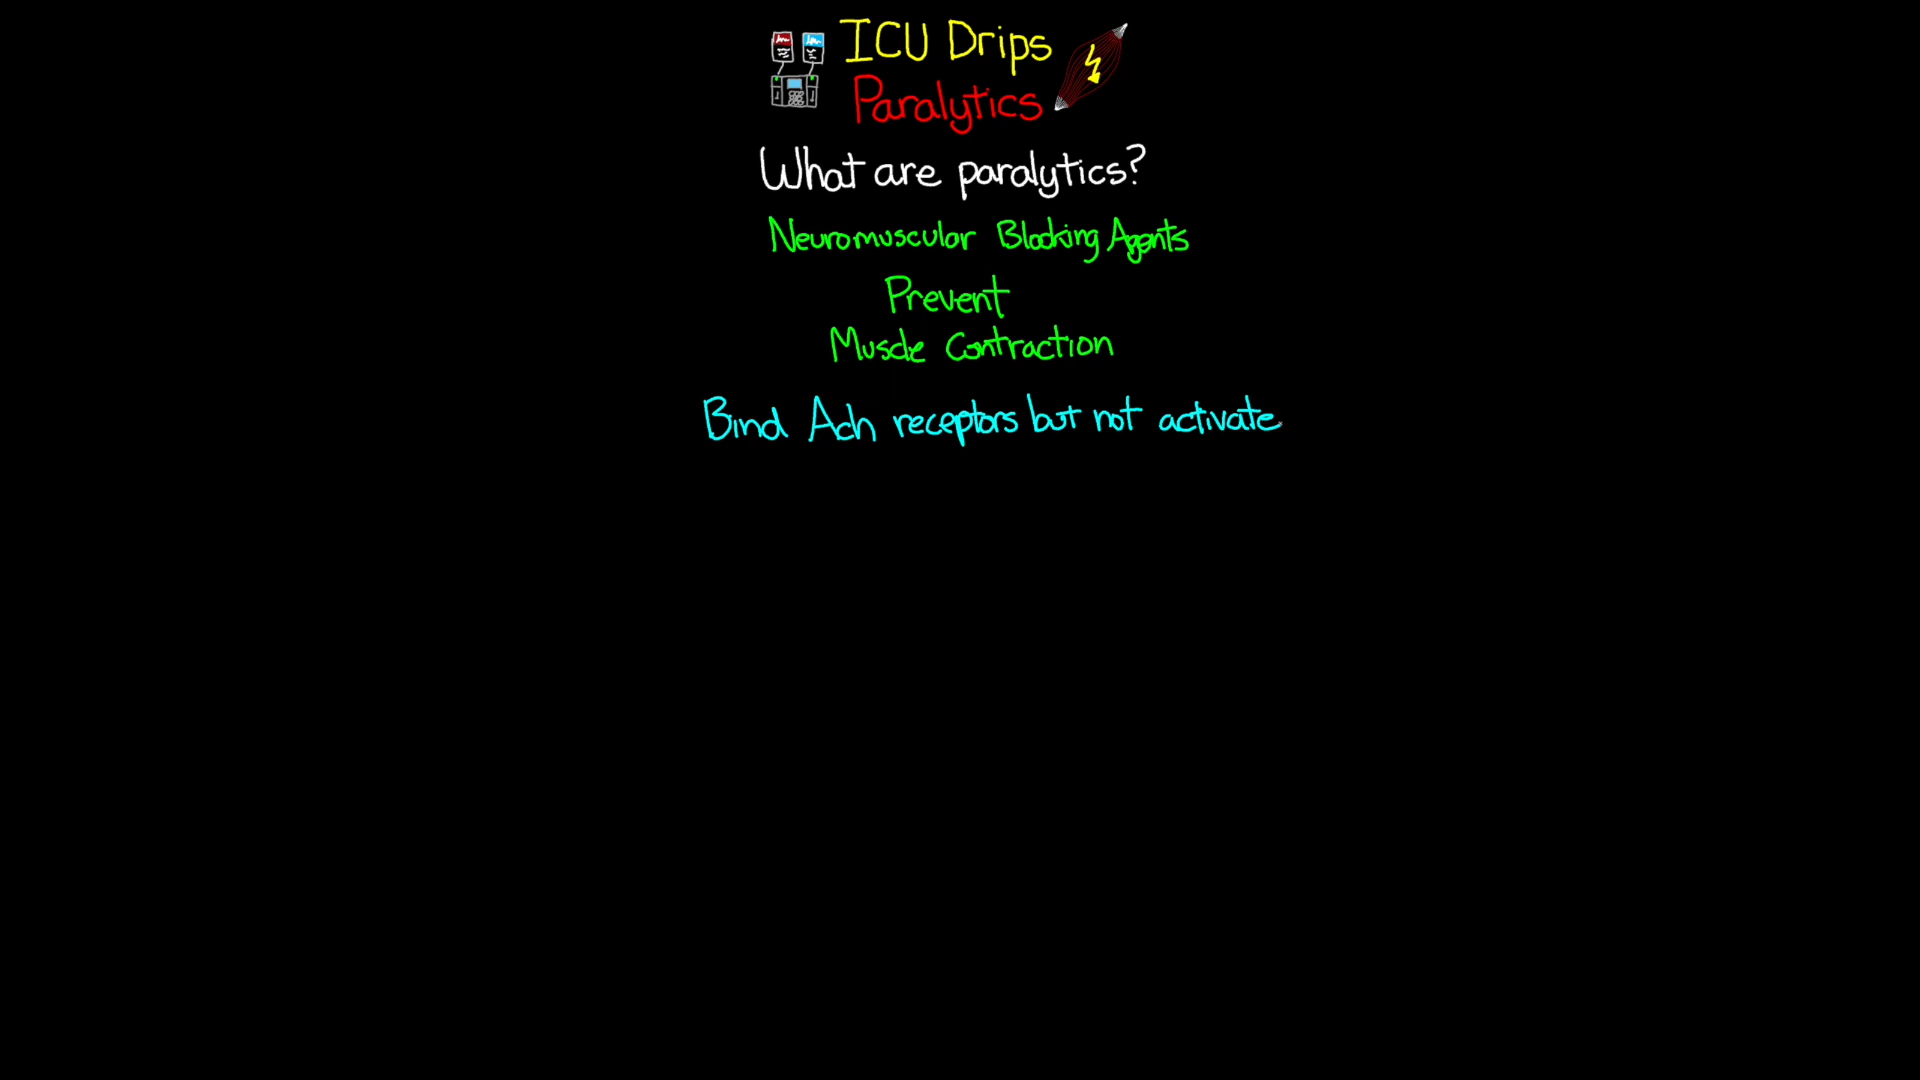 ICU Drips
Paralytics
What are paralytics?
Neuromuscular Blocking Agents
Prevent
Muscle Contraction
Bind Ach receptors but not activate